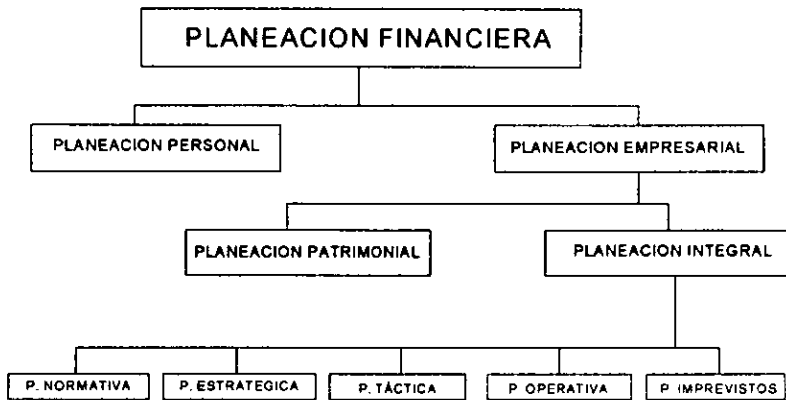 PLANEACION FINANCIERA
PLANEACION PERSONAL
PLANEACION EMPRESARIAL
PLANEACION PATRIMONIAL
PLANEACION INTEGRAL
P. NORMATIVA
P. ESTRATEGICA
P. TÁCTICA
P OPERATIVA
P IMPREVISTOS